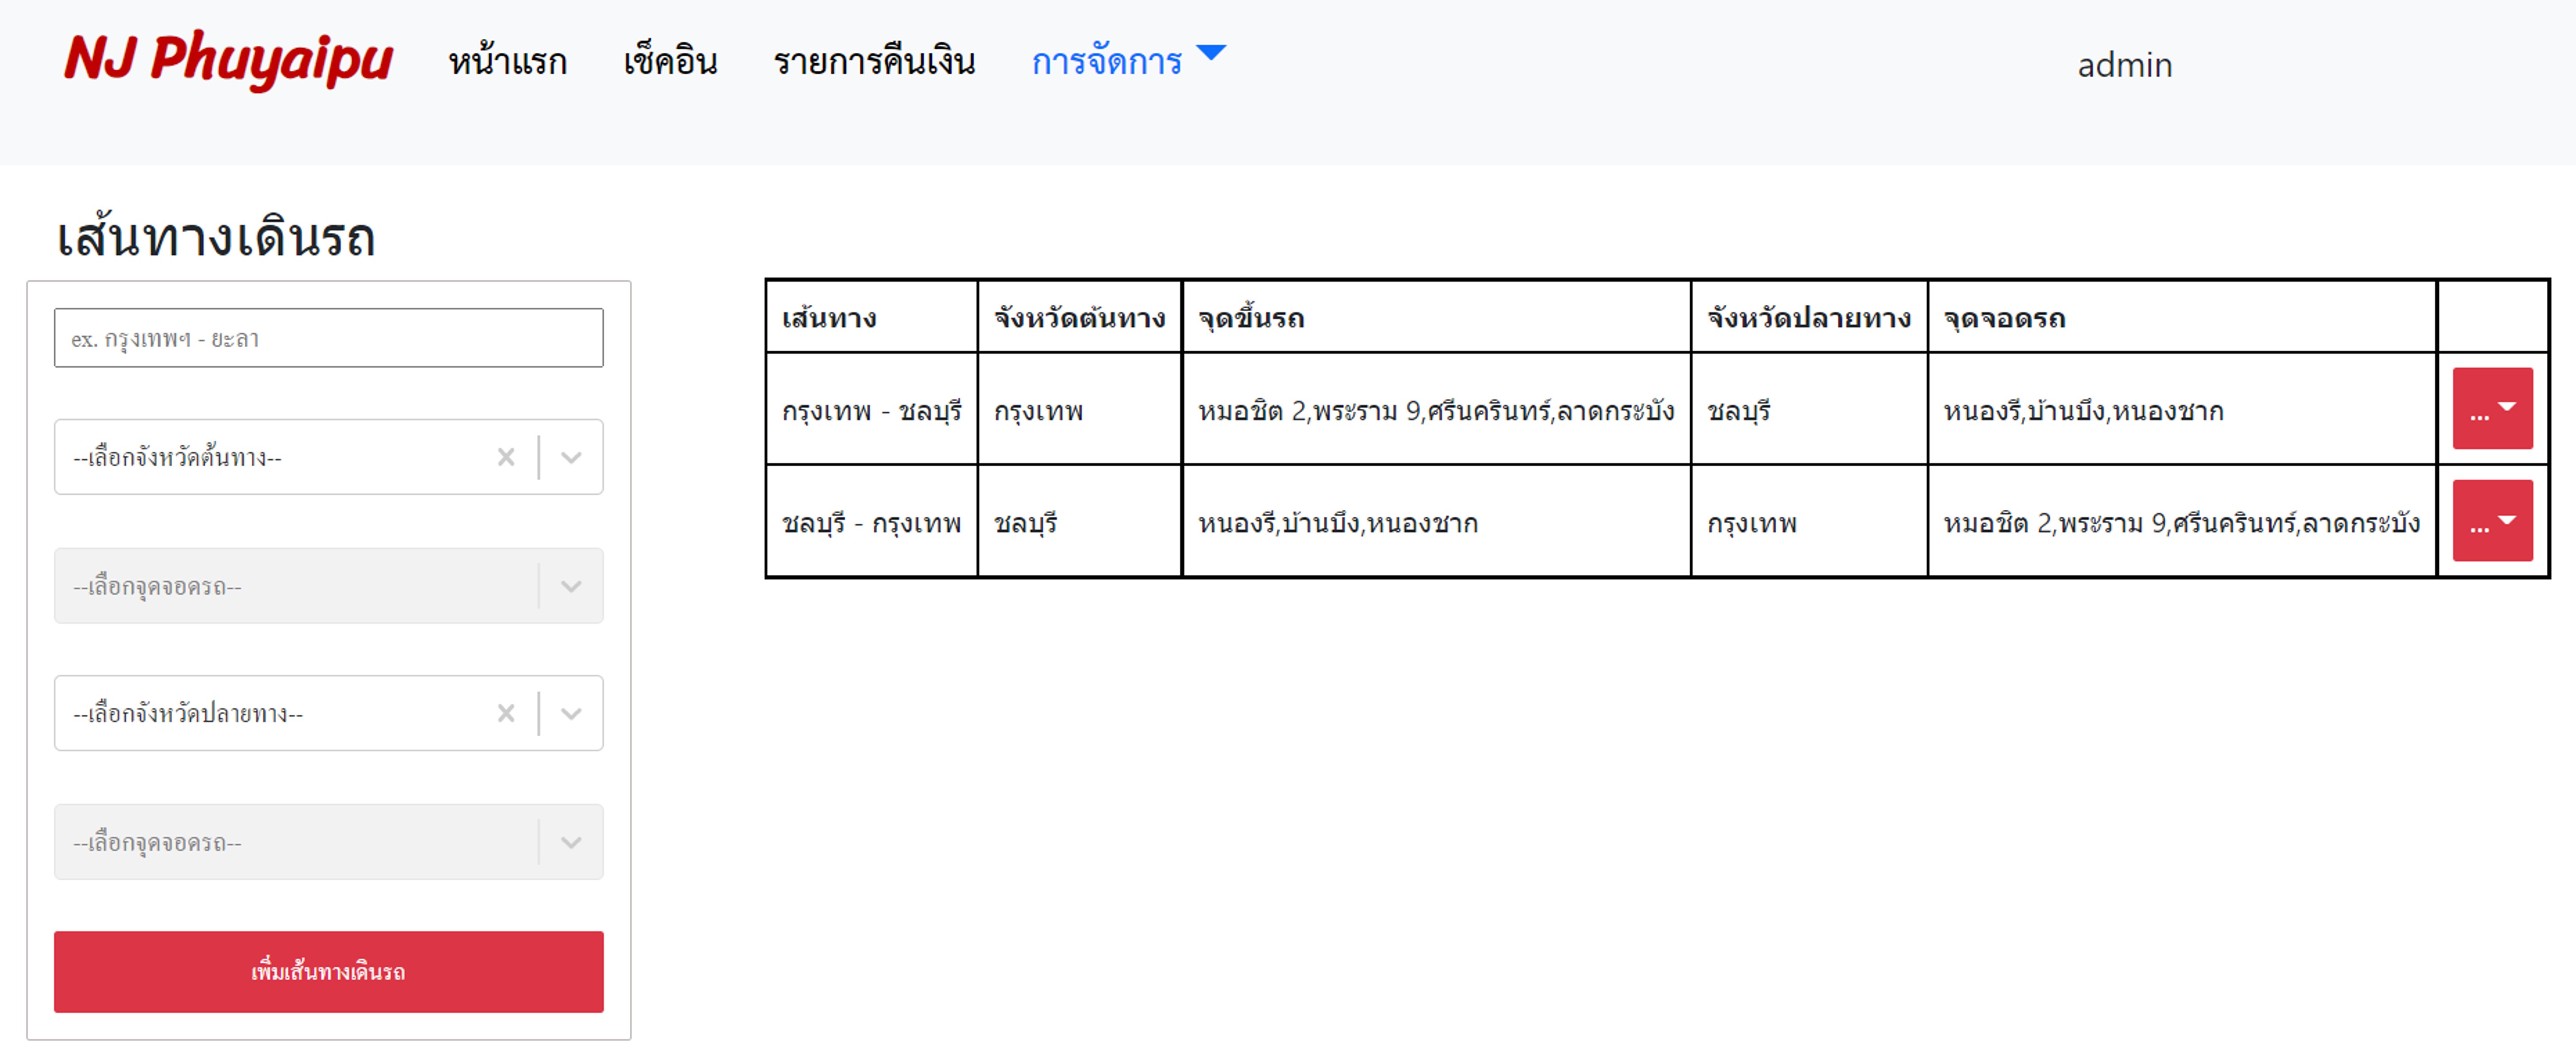 NJ Phuyaipu หน้าแรก เช็คอิน รายการคืนเงิน การจัดการ admin
เส้นทางเดินรถ
ex. กรุงเทพฯ - ยะลา
--เลือกจังหวัดต้นทาง--
--เลือกจุดจอดรถ--
--เลือกจังหวัดปลายทาง--
--เลือกจุดจอดรถ--
เพิ่มเส้นทางเดินรถ
เส้นทาง จังหวัดต้นทาง จุดขึ้นรถ จังหวัดปลายทาง จุดจอดรถ
กรุงเทพ - ชลบุรี กรุงเทพ หมอชิต 2,พระราม 9,ศรีนครินทร์,ลาดกระบัง ชลบุรี หนองรี,บ้านบึง,หนองชาก ...
ชลบุรี - กรุงเทพ ชลบุรี หนองรี,บ้านบึง,หนองชาก กรุงเทพ หมอชิต 2,พระราม 9,ศรีนครินทร์,ลาดกระบัง ...